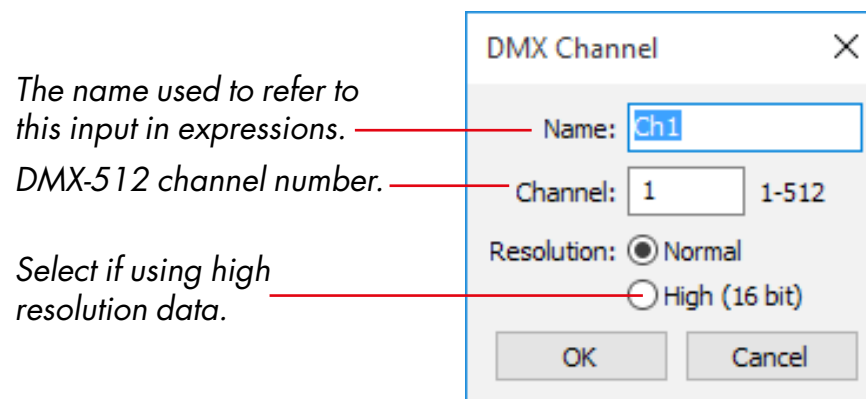 DMX Channel
The name used to refer to
this input in expressions.
Name: Ch1
DMX-512 channel number.
Channel: 1 1-512
Resolution: Normal
Select if using high
resolution data.
High (16 bit)
OK Cancel